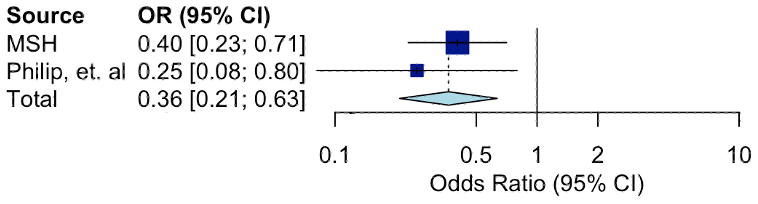 Source OR (95% CI)
MSH 0.40 [0.23; 0.71]
Philip, et. al 0.25 [0.08; 0.80]
Total 0.36 [0.21; 0.63]
0.1 0.5 1 2 10
Odds Ratio (95% CI)